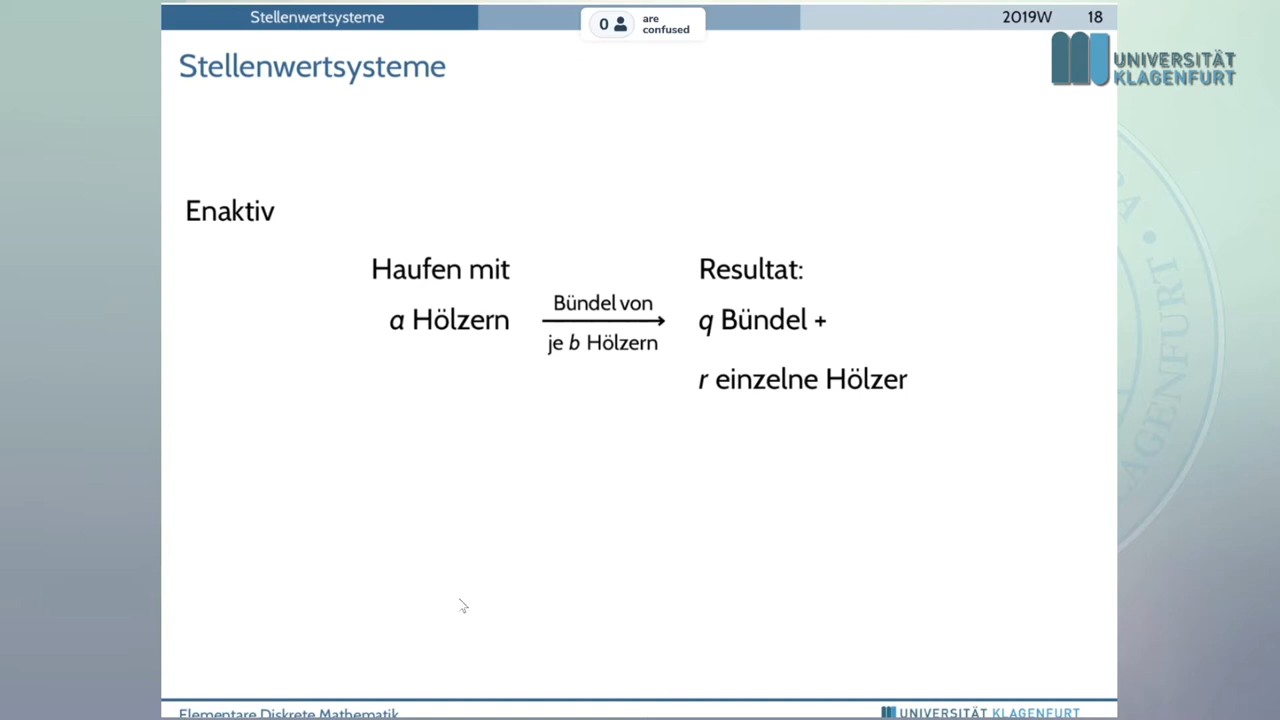 Stellenwertsysteme
0 are confused
2019W 18
UNIVERSITÄT
KLAGENFURT
Stellenwertsysteme
Enaktiv
Haufen mit
a Hölzern
Bündel von
je b Hölzern
Resultat:
q Bündel +
r einzelne Hölzer
Elementare Diskrete Mathematik
UNIVERSITÄT KLAGENFURT